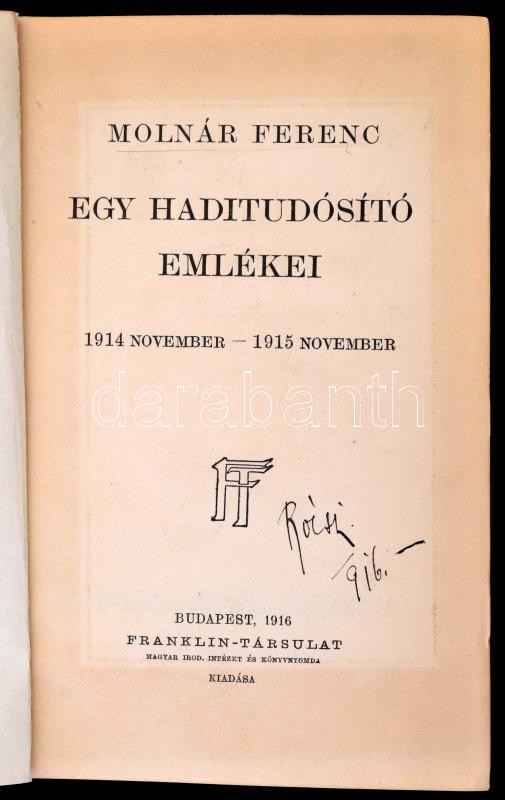 MOLNÁR FERENC
EGY HADITUDÓSÍTÓ
EMLÉKEI
1914 NOVEMBER — 1915 NOVEMBER
darabanth
FT
916.—
BUDAPEST, 1916
FRANKLIN-TÁRSULAT
MAGYAR IROD. INTÉZET ÉS KÖNYVNYOMDA
KIADÁSA